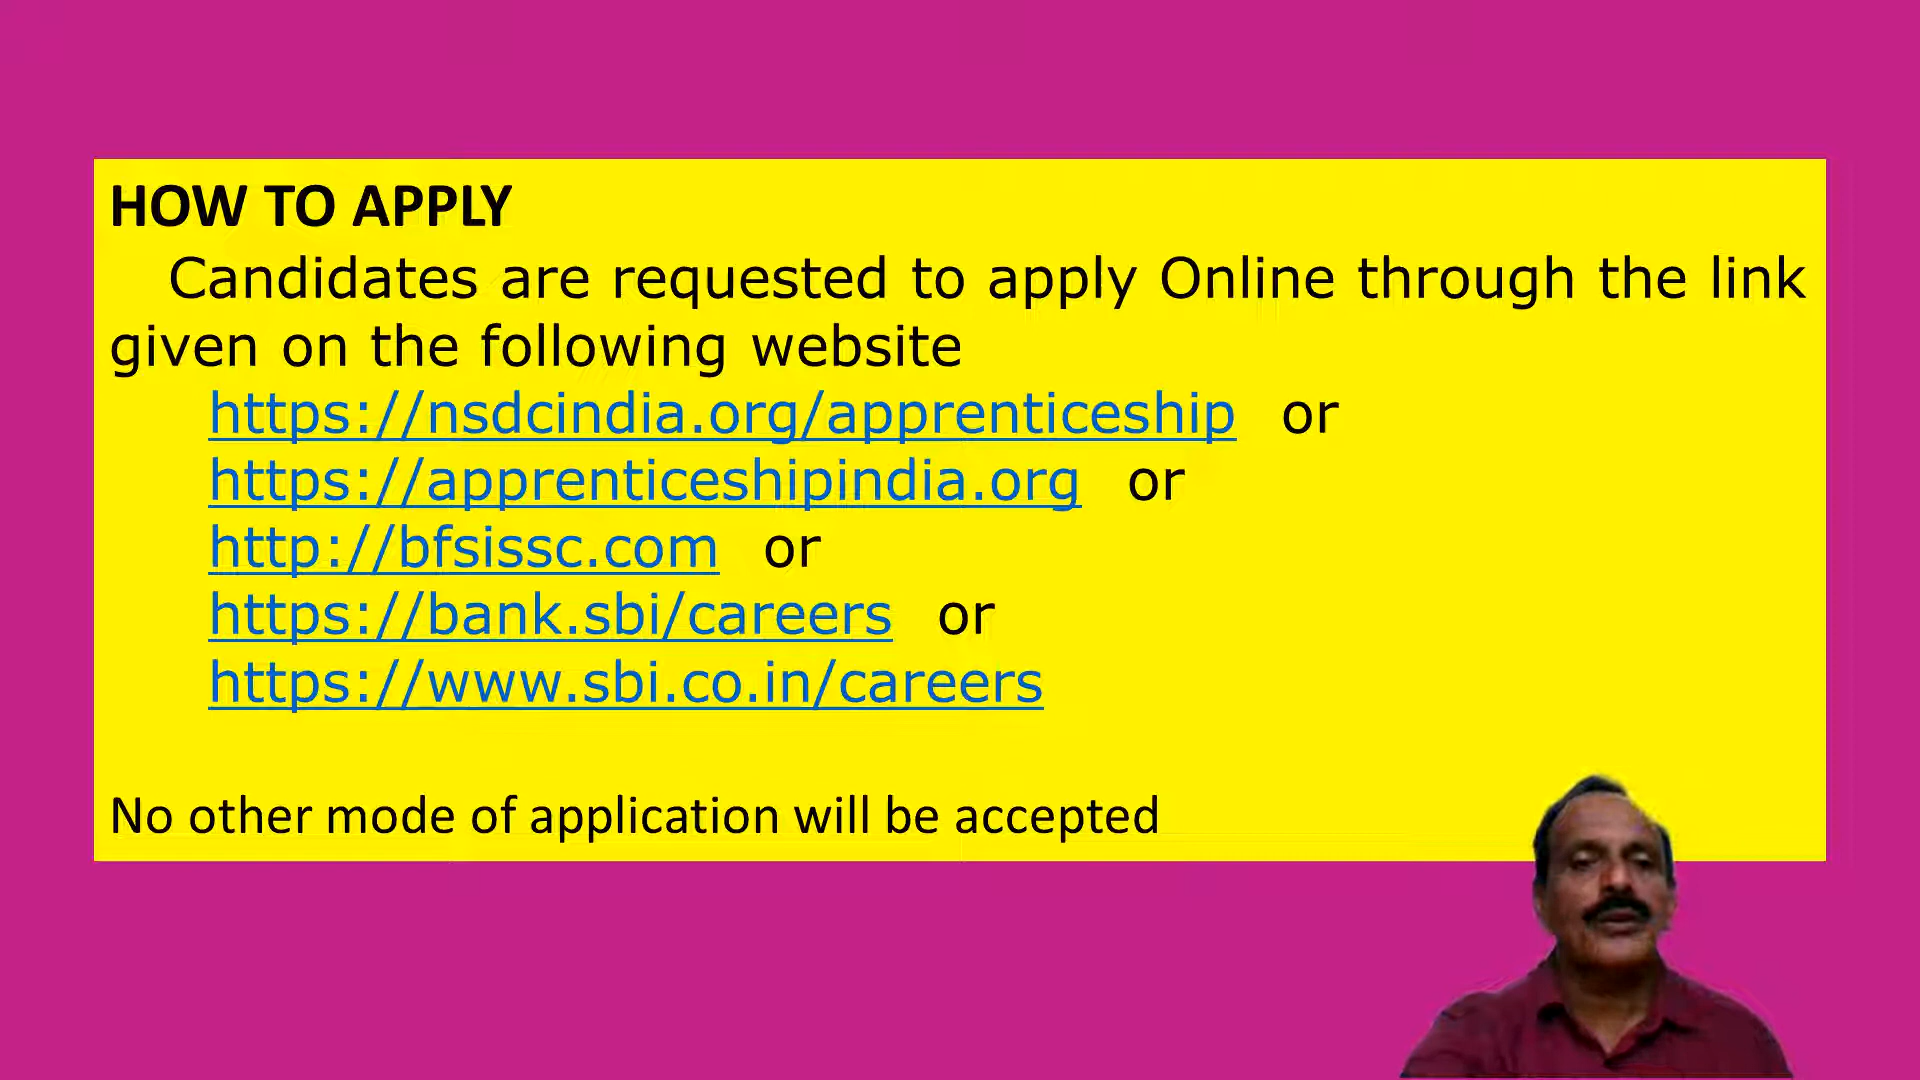 HOW TO APPLY
Candidates are requested to apply Online through the link
given on the following website
https://nsdcindia.org/apprenticeship or
https://apprenticeshipindia.org or
http://bfsissc.com or
https://bank.sbi/careers or
https://www.sbi.co.in/careers
No other mode of application will be accepted